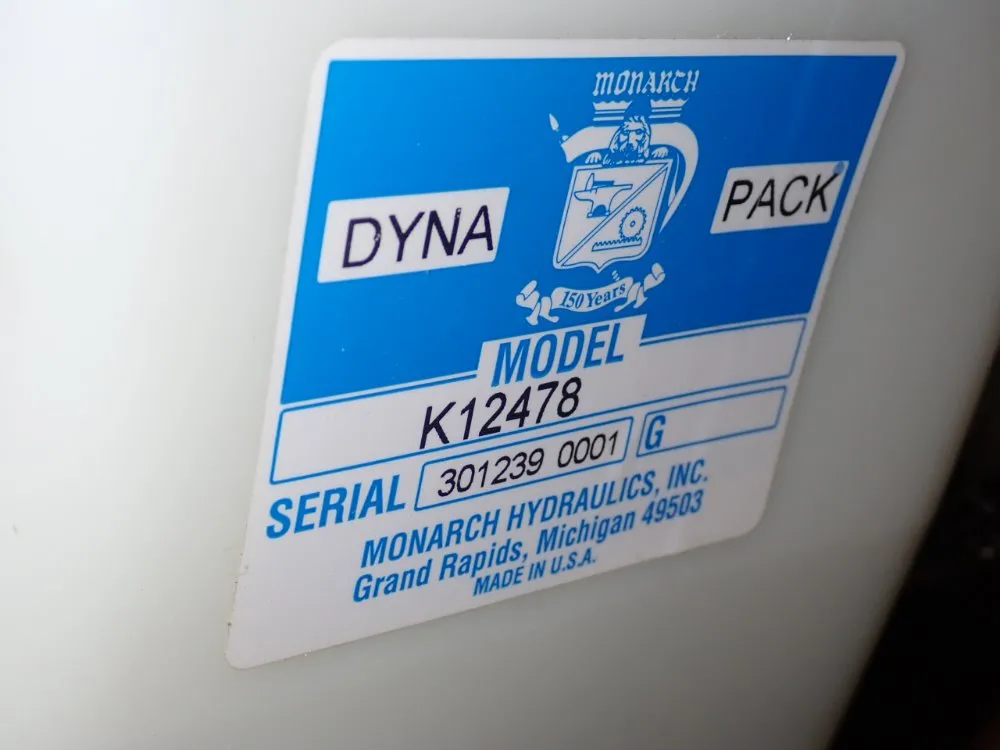 MONARCH
DYNA
PACK
150 Years
MODEL
K12478
SERIAL 301239 0001 G
MONARCH HYDRAULICS, INC.
Grand Rapids, Michigan 49503
MADE IN U.S.A.